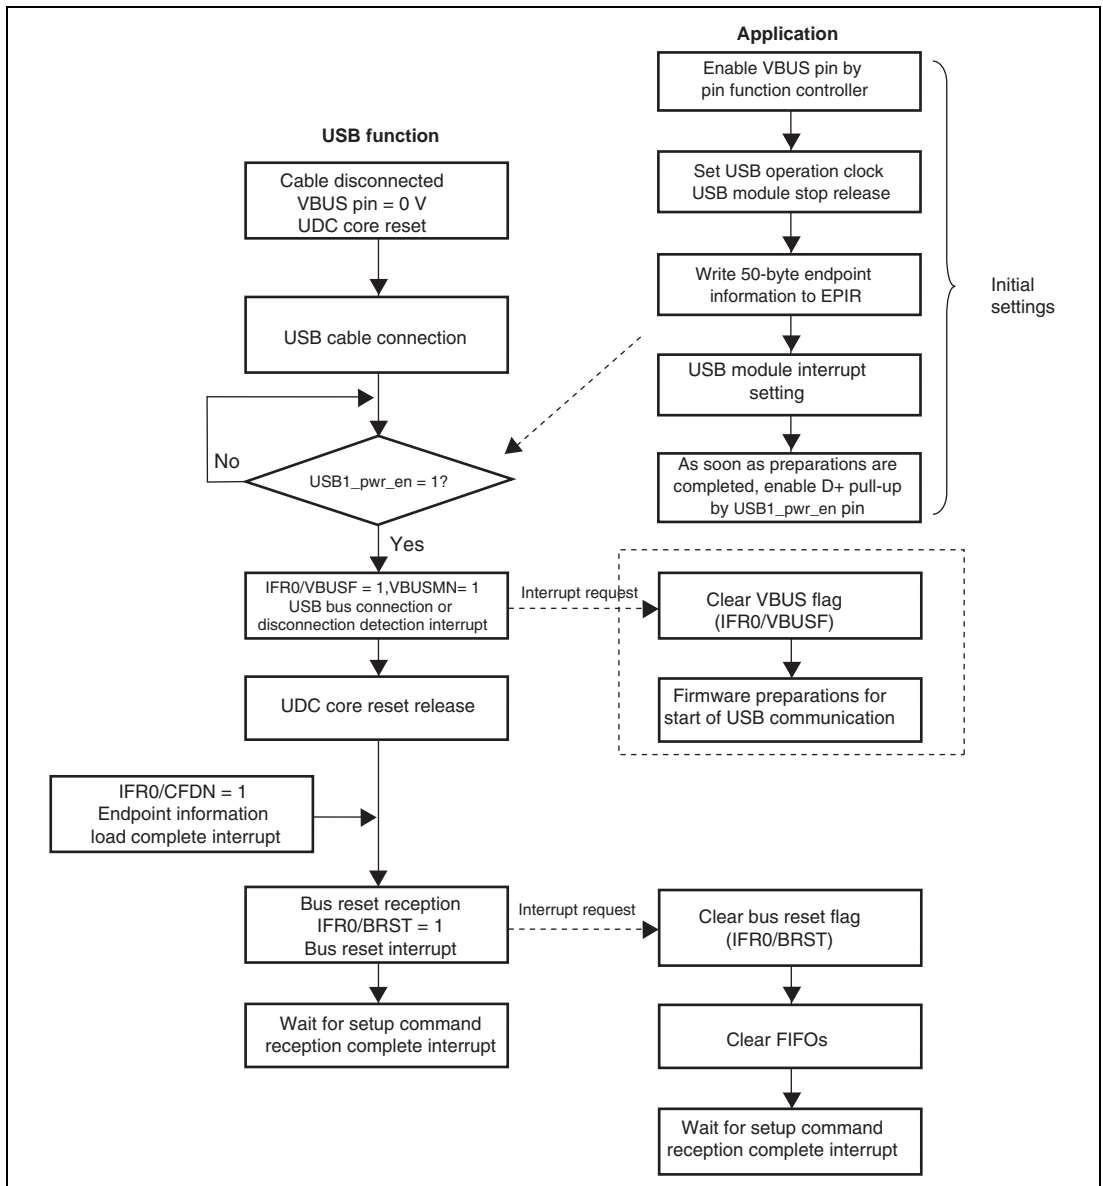 Application
Enable VBUS pin by
pin function controller
USB function
Cable disconnected
VBUS pin = 0 V
UDC core reset
Set USB operation clock
USB module stop release
Write 50-byte endpoint
information to EPIR
Initial
settings
USB cable connection
USB module interrupt
setting
No
USB1_pwr_en = 1?
As soon as preparations are
completed, enable D+ pull-up
by USB1_pwr_en pin
Yes
IFR0/VBUSF = 1,VBUSMN= 1
USB bus connection or
disconnection detection interrupt
Interrupt request
Clear VBUS flag
(IFR0/VBUSF)
UDC core reset release
Firmware preparations for
start of USB communication
IFR0/CFDN = 1
Endpoint information
load complete interrupt
Bus reset reception
IFR0/BRST = 1
Bus reset interrupt
Interrupt request
Clear bus reset flag
(IFR0/BRST)
Wait for setup command
reception complete interrupt
Clear FIFOs
Wait for setup command
reception complete interrupt